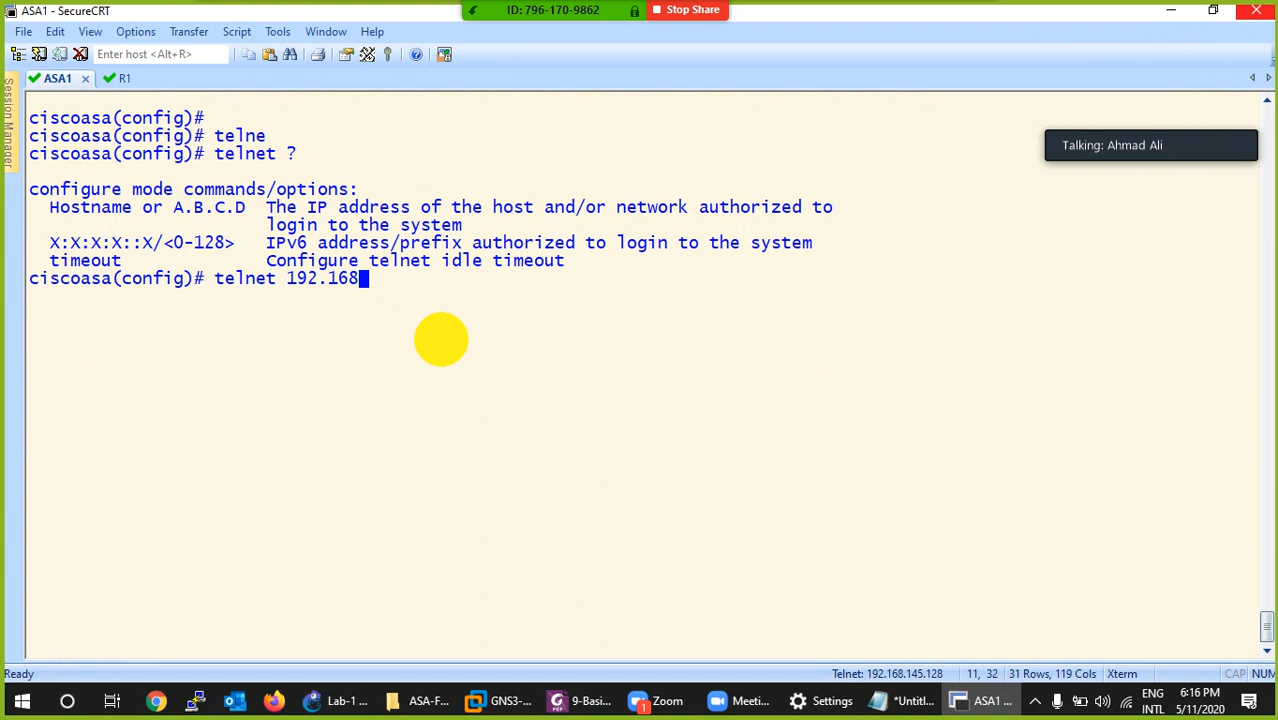 ASA1 - SecureCRT
ID: 796-170-9862
Stop Share
File Edit View Options Transfer Script Tools Window Help
Enter host <Alt+R>
Session Manager
ASA1
R1
ciscoasa(config)#
ciscoasa(config)# telne
ciscoasa(config)# telnet ?
Talking: Ahmad Ali
configure mode commands/options:
Hostname or A.B.C.D The IP address of the host and/or network authorized to
login to the system
X:X:X:X::X/<0-128> IPv6 address/prefix authorized to login to the system
timeout Configure telnet idle timeout
ciscoasa(config)# telnet 192.168
Ready
Telnet: 192.168.145.128 11, 32 31 Rows, 119 Cols Xterm CAP NUM
Lab-1 ... ASA-F... GNS3-... 9-Basi... Zoom Meeti... Settings *Untitl... ASA1 ...
1
ENG
INTL
6:16 PM
5/11/2020